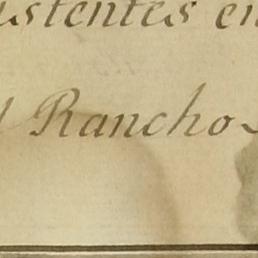 istentes en
l Rancho